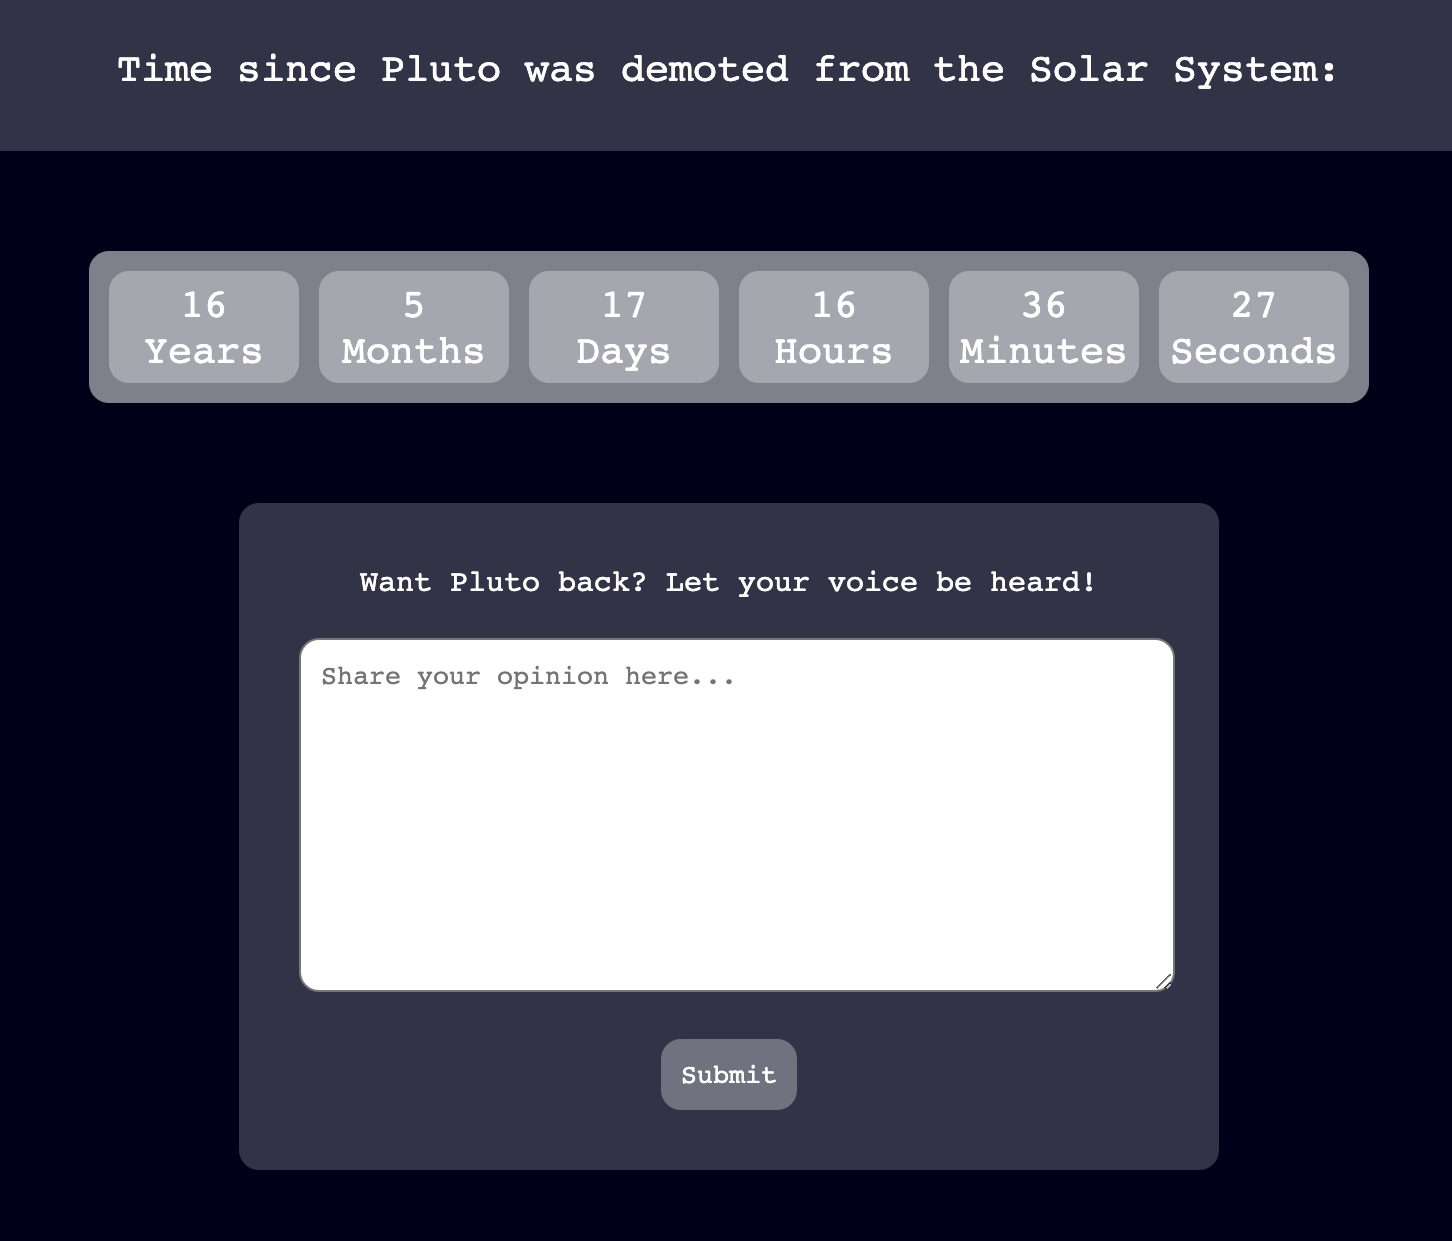 Time since Pluto was demoted from the Solar System:
16 5 17 16 36 27
Years Months Days Hours Minutes Seconds
Want Pluto back? Let your voice be heard!
Share your opinion here...
Submit